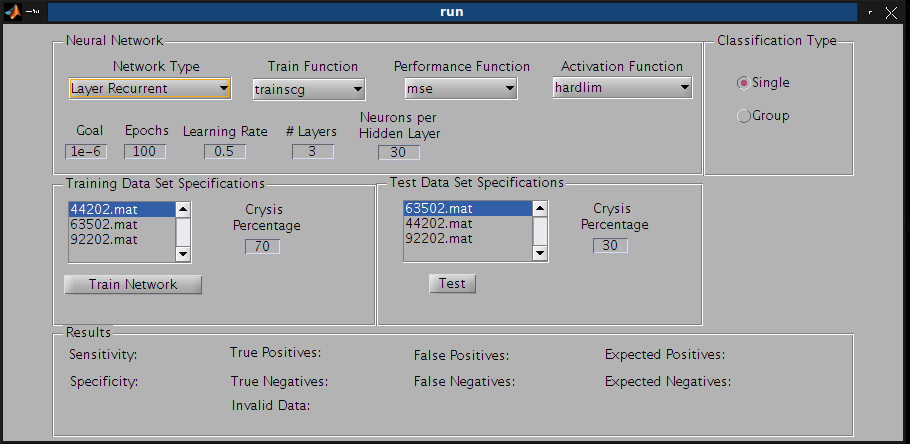 run
Neural Network
Classification Type
Network Type
Train Function
Performance Function
Activation Function
Layer Recurrent
trainscg
mse
hardlim
Single
Group
Goal
Epochs
Learning Rate
# Layers
Neurons per
Hidden Layer
1e-6
100
0.5
3
30
Training Data Set Specifications
44202.mat
63502.mat
92202.mat
Crysis
Percentage
70
Train Network
Test Data Set Specifications
63502.mat
44202.mat
92202.mat
Crysis
Percentage
30
Test
Results
Sensitivity:
True Positives:
False Positives:
Expected Positives:
Specificity:
True Negatives:
False Negatives:
Expected Negatives:
Invalid Data: